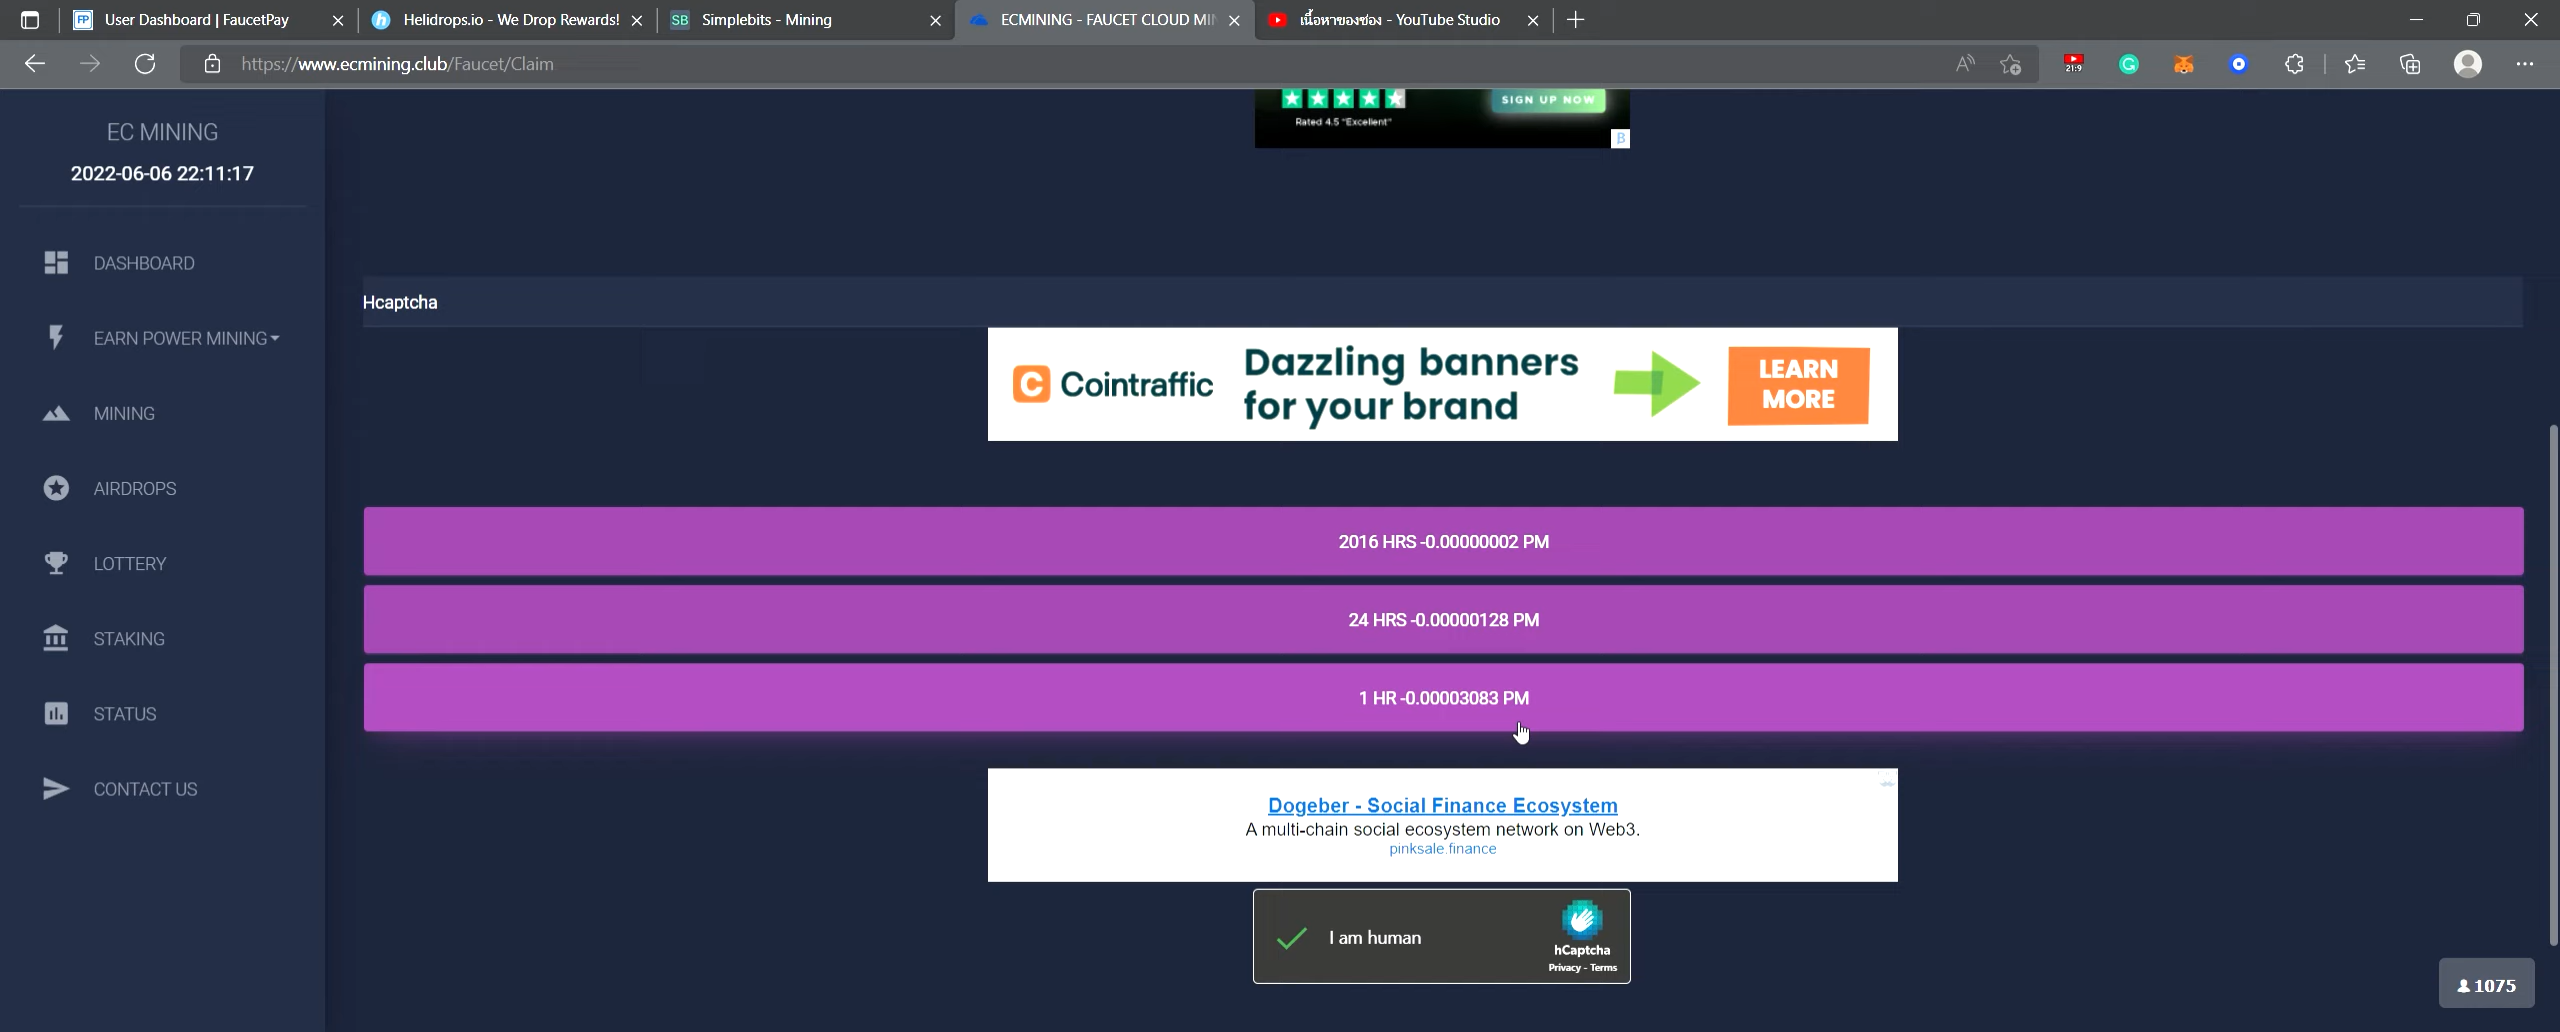 User Dashboard | FaucetPay
Helidrops.io - We Drop Rewards!
SB Simplebits - Mining
ECMINING - FAUCET CLOUD MI
เนื้อหาของช่อง - YouTube Studio
https://www.ecmining.club/Faucet/Claim
21:9
EC MINING
2022-06-06 22:11:17
DASHBOARD
EARN POWER MINING
MINING
AIRDROPS
LOTTERY
STAKING
STATUS
CONTACT US
SIGN UP NOW
Rated 4.5 "Excellent"
Hcaptcha
Cointraffic
Dazzling banners
for your brand
LEARN
MORE
2016 HRS -0.00000002 PM
24 HRS -0.00000128 PM
1 HR -0.00003083 PM
Dogeber - Social Finance Ecosystem
A multi-chain social ecosystem network on Web3.
pinksale.finance
I am human
hCaptcha
Privacy - Terms
1075